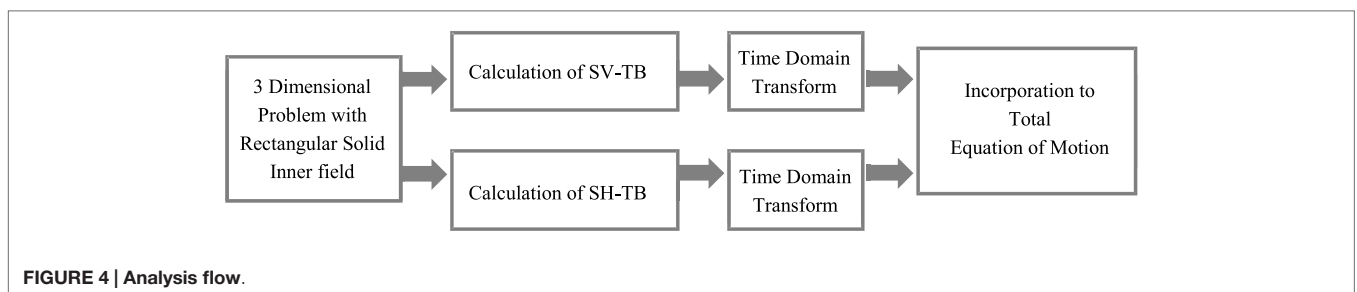 3 Dimensional
Problem with
Rectangular Solid
Inner field
Calculation of SV-TB
Time Domain
Transform
Calculation of SH-TB
Time Domain
Transform
Incorporation to
Total
Equation of Motion
FIGURE 4 | Analysis flow.